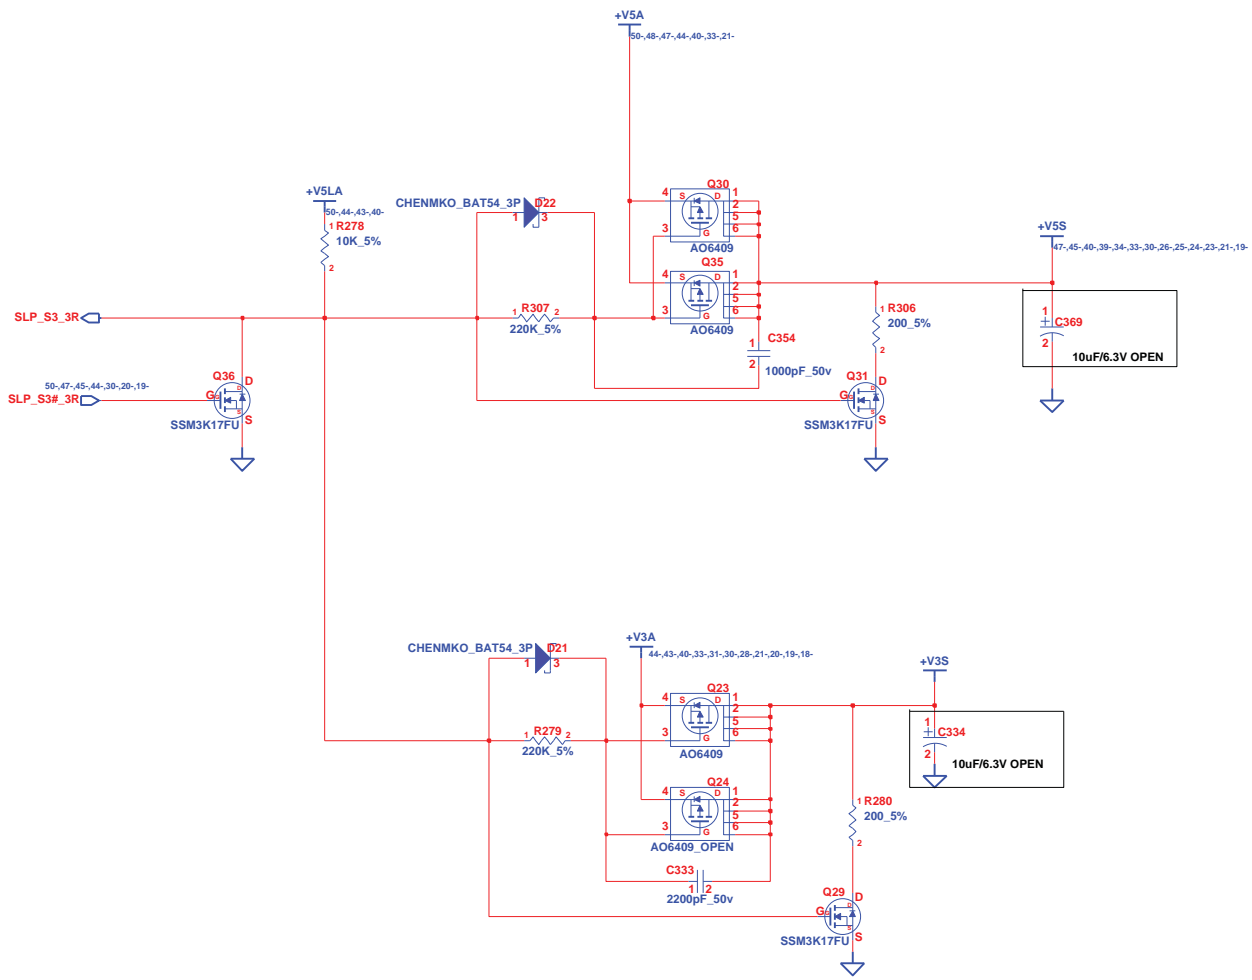 +V5A
50-,48-,47-,44-,40-,33-,21-
+V5LA
50-,44-,43-,40-
1 R278
10K_5%
2
CHENMKO_BAT54_3P D22
1 3
Q30
4 S D 1
2
5
3 G 6
AO6409
Q35
4 S D 1
2
5
3 G 6
AO6409
+V5S
47-,45-,40-,39-,34-,33-,30-,26-,25-,24-,23-,21-,19-
SLP_S3_3R
R307
1 2
220K_5%
1 R306
200_5%
2
1
+ C369
2
10uF/6.3V OPEN
C354
1
2
1000pF_50v
50-,47-,45-,44-,30-,20-,19-
SLP_S3#_3R
Q36
D
D
G G
S
S
SSM3K17FU
Q31
D
D
G G
S
S
SSM3K17FU
CHENMKO_BAT54_3P D21
1 3
+V3A
44-,43-,40-,33-,31-,30-,28-,21-,20-,19-,18-
+V3S
Q23
4 S D 1
2
5
3 G 6
AO6409
R279
1 2
220K_5%
1
+ C334
2
10uF/6.3V OPEN
Q24
4 S D 1
2
5
3 G 6
AO6409_OPEN
1 R280
200_5%
2
C333
1 2
2200pF_50v
Q29
D
D
G G
S
S
SSM3K17FU